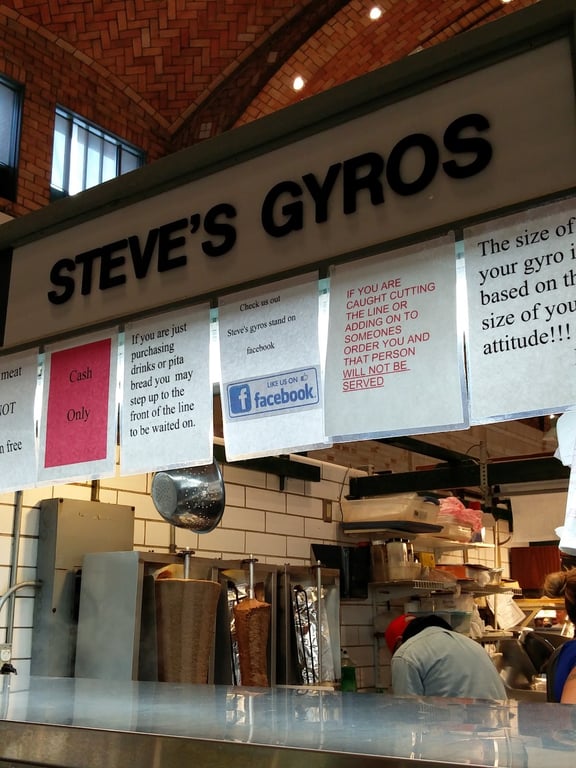 STEVE'S GYROS
meat
NOT
free
Cash
Only
If you are just
purchasing
drinks or pita
bread you may
step up to the
front of the line
to be waited on.
Check us out
Steve's gyros stand on
facebook
LIKE US ON
f facebook
IF YOU ARE
CAUGHT CUTTING
THE LINE OR
ADDING ON TO
SOMEONES
ORDER YOU AND
THAT PERSON
WILL NOT BE
SERVED
The size of
your gyro i
based on th
size of you
attitude!!!